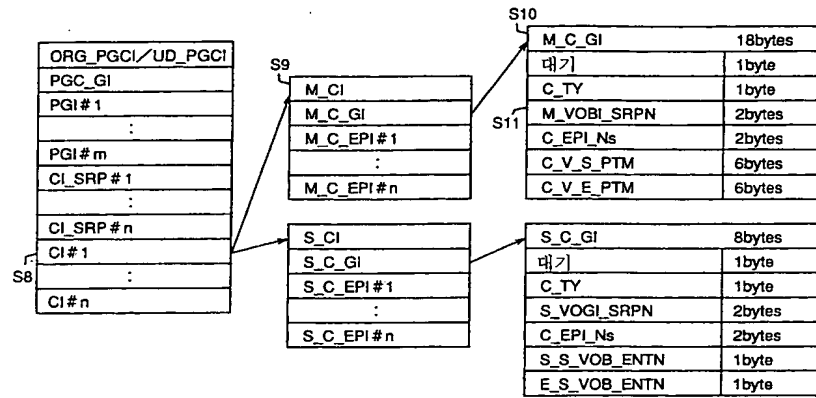 ORG_PGCI/UD_PGCI
PGC_GI
PGI#1
:
PGI#m
CI_SRP#1
:
CI_SRP#n
S8
CI#1
:
CI#n
S9
M_CI
M_C_GI
M_C_EPI#1
:
M_C_EPI#n
S_CI
S_C_GI
S_C_EPI#1
:
S_C_EPI#n
S10
M_C_GI 18bytes
대기 1byte
C_TY 1byte
S11
M_VOBI_SRPN 2bytes
C_EPI_Ns 2bytes
C_V_S_PTM 6bytes
C_V_E_PTM 6bytes
S_C_GI 8bytes
대기 1byte
C_TY 1byte
S_VOGI_SRPN 2bytes
C_EPI_Ns 2bytes
S_S_VOB_ENTN 1byte
E_S_VOB_ENTN 1byte